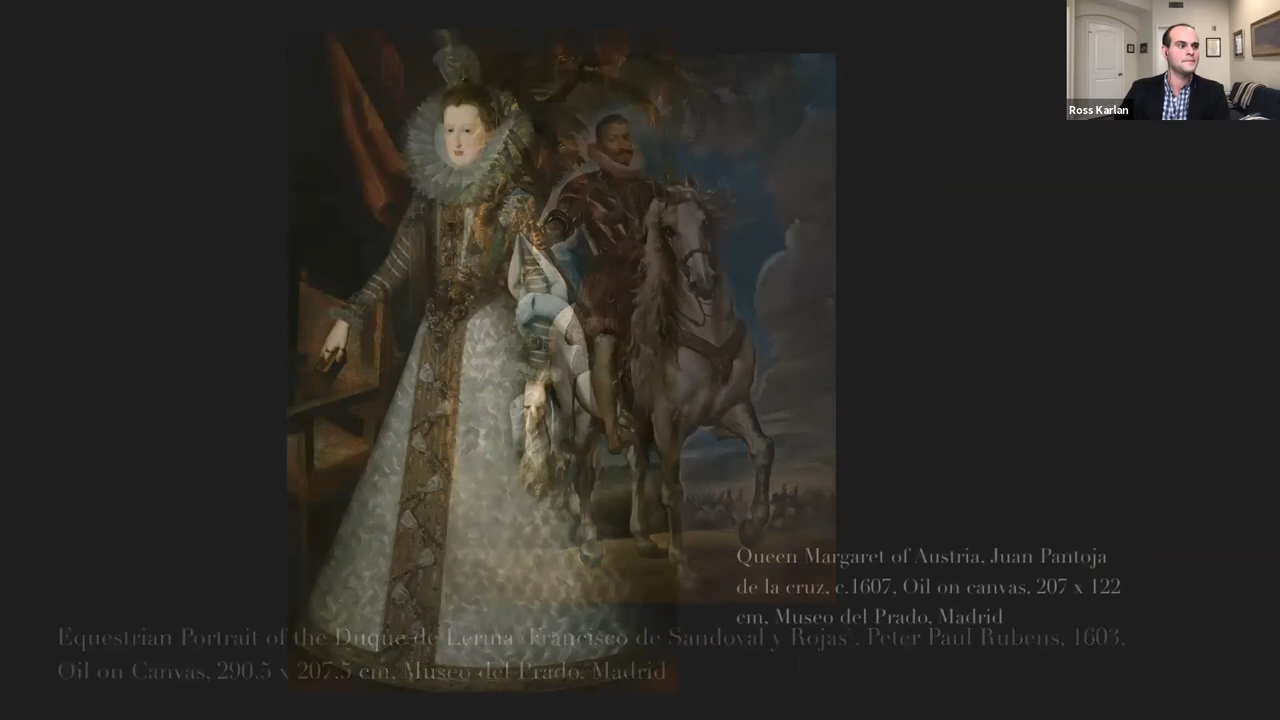 Ross Karlan
Queen Margaret of Austria, Juan Pantoja
de la cruz, c.1607, Oil on canvas, 207 x 122
cm, Museo del Prado, Madrid
Equestrian Portrait of the Duque de Lerma 'Francisco de Sandoval y Rojas', Peter Paul Rubens, 1603,
Oil on Canvas, 290.5 x 207.5 cm, Museo del Prado, Madrid